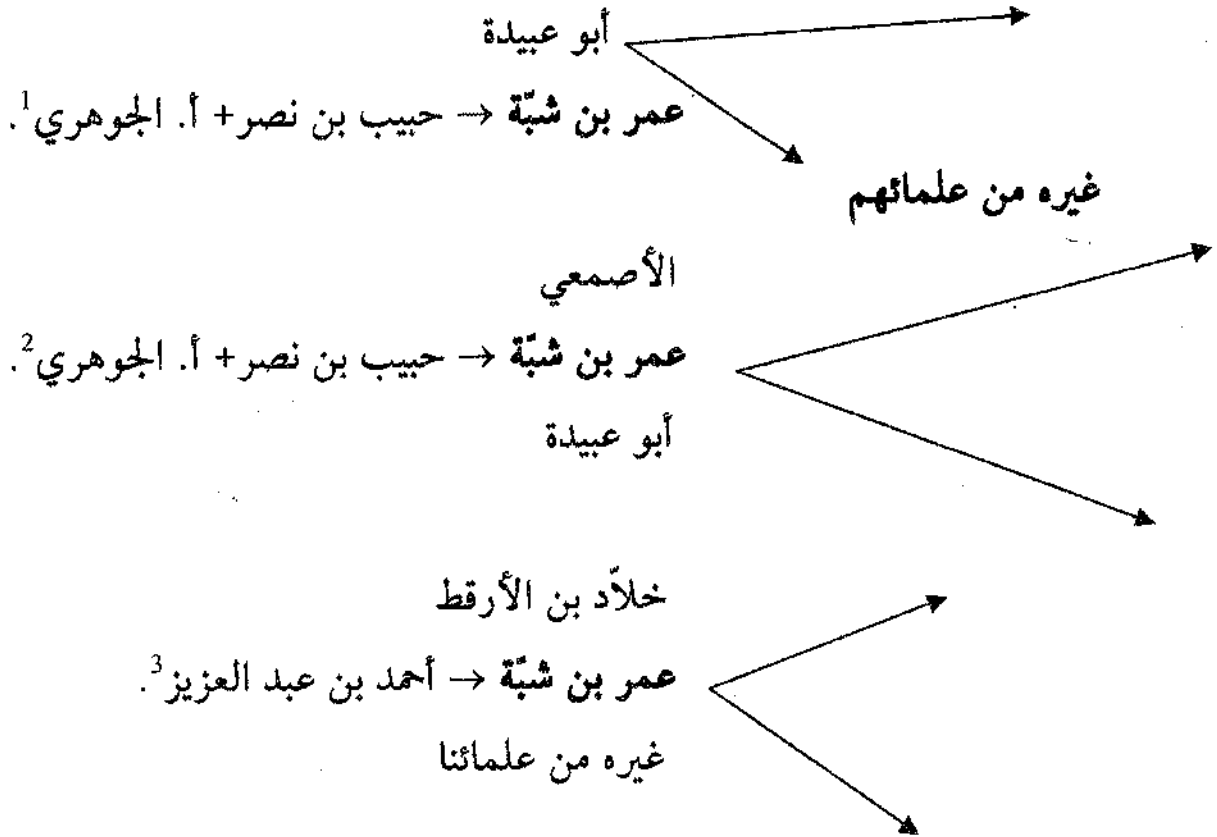 أبو عبيدة
عمر بن شبّة → حبيب بن نصر+ أ. الجوهري¹.
غيره من علمائهم
الأصمعي
عمر بن شبّة → حبيب بن نصر+ أ. الجوهري².
أبو عبيدة
خلاّد بن الأرقط
عمر بن شبّة → أحمد بن عبد العزيز³.
غيره من علمائنا